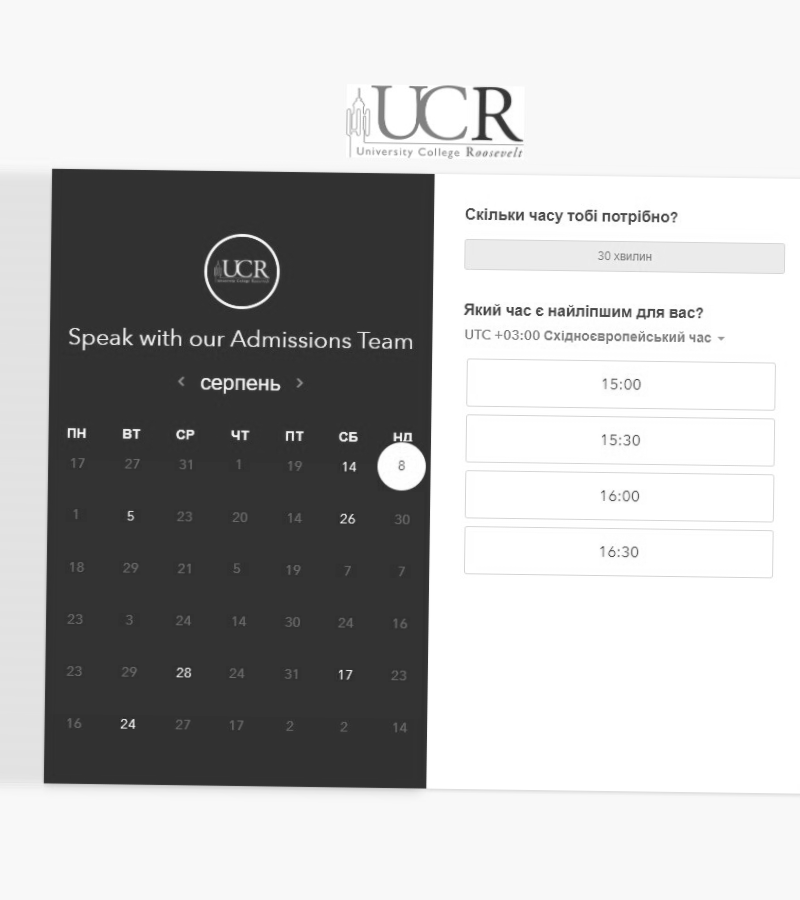 UCR
University College Roosevelt
UCR
Speak with our Admissions Team
‹ серпень ›
ПН ВТ СР ЧТ ПТ СБ НД
17 27 31 1 19 14 8
1 5 23 20 14 26 30
18 29 21 5 19 7 7
23 3 24 14 30 24 16
23 29 28 24 31 17 23
16 24 27 17 2 2 14
Скільки часу тобі потрібно?
30 хвилин
Який час є найліпшим для вас?
UTC +03:00 Східноєвропейський час
15:00
15:30
16:00
16:30